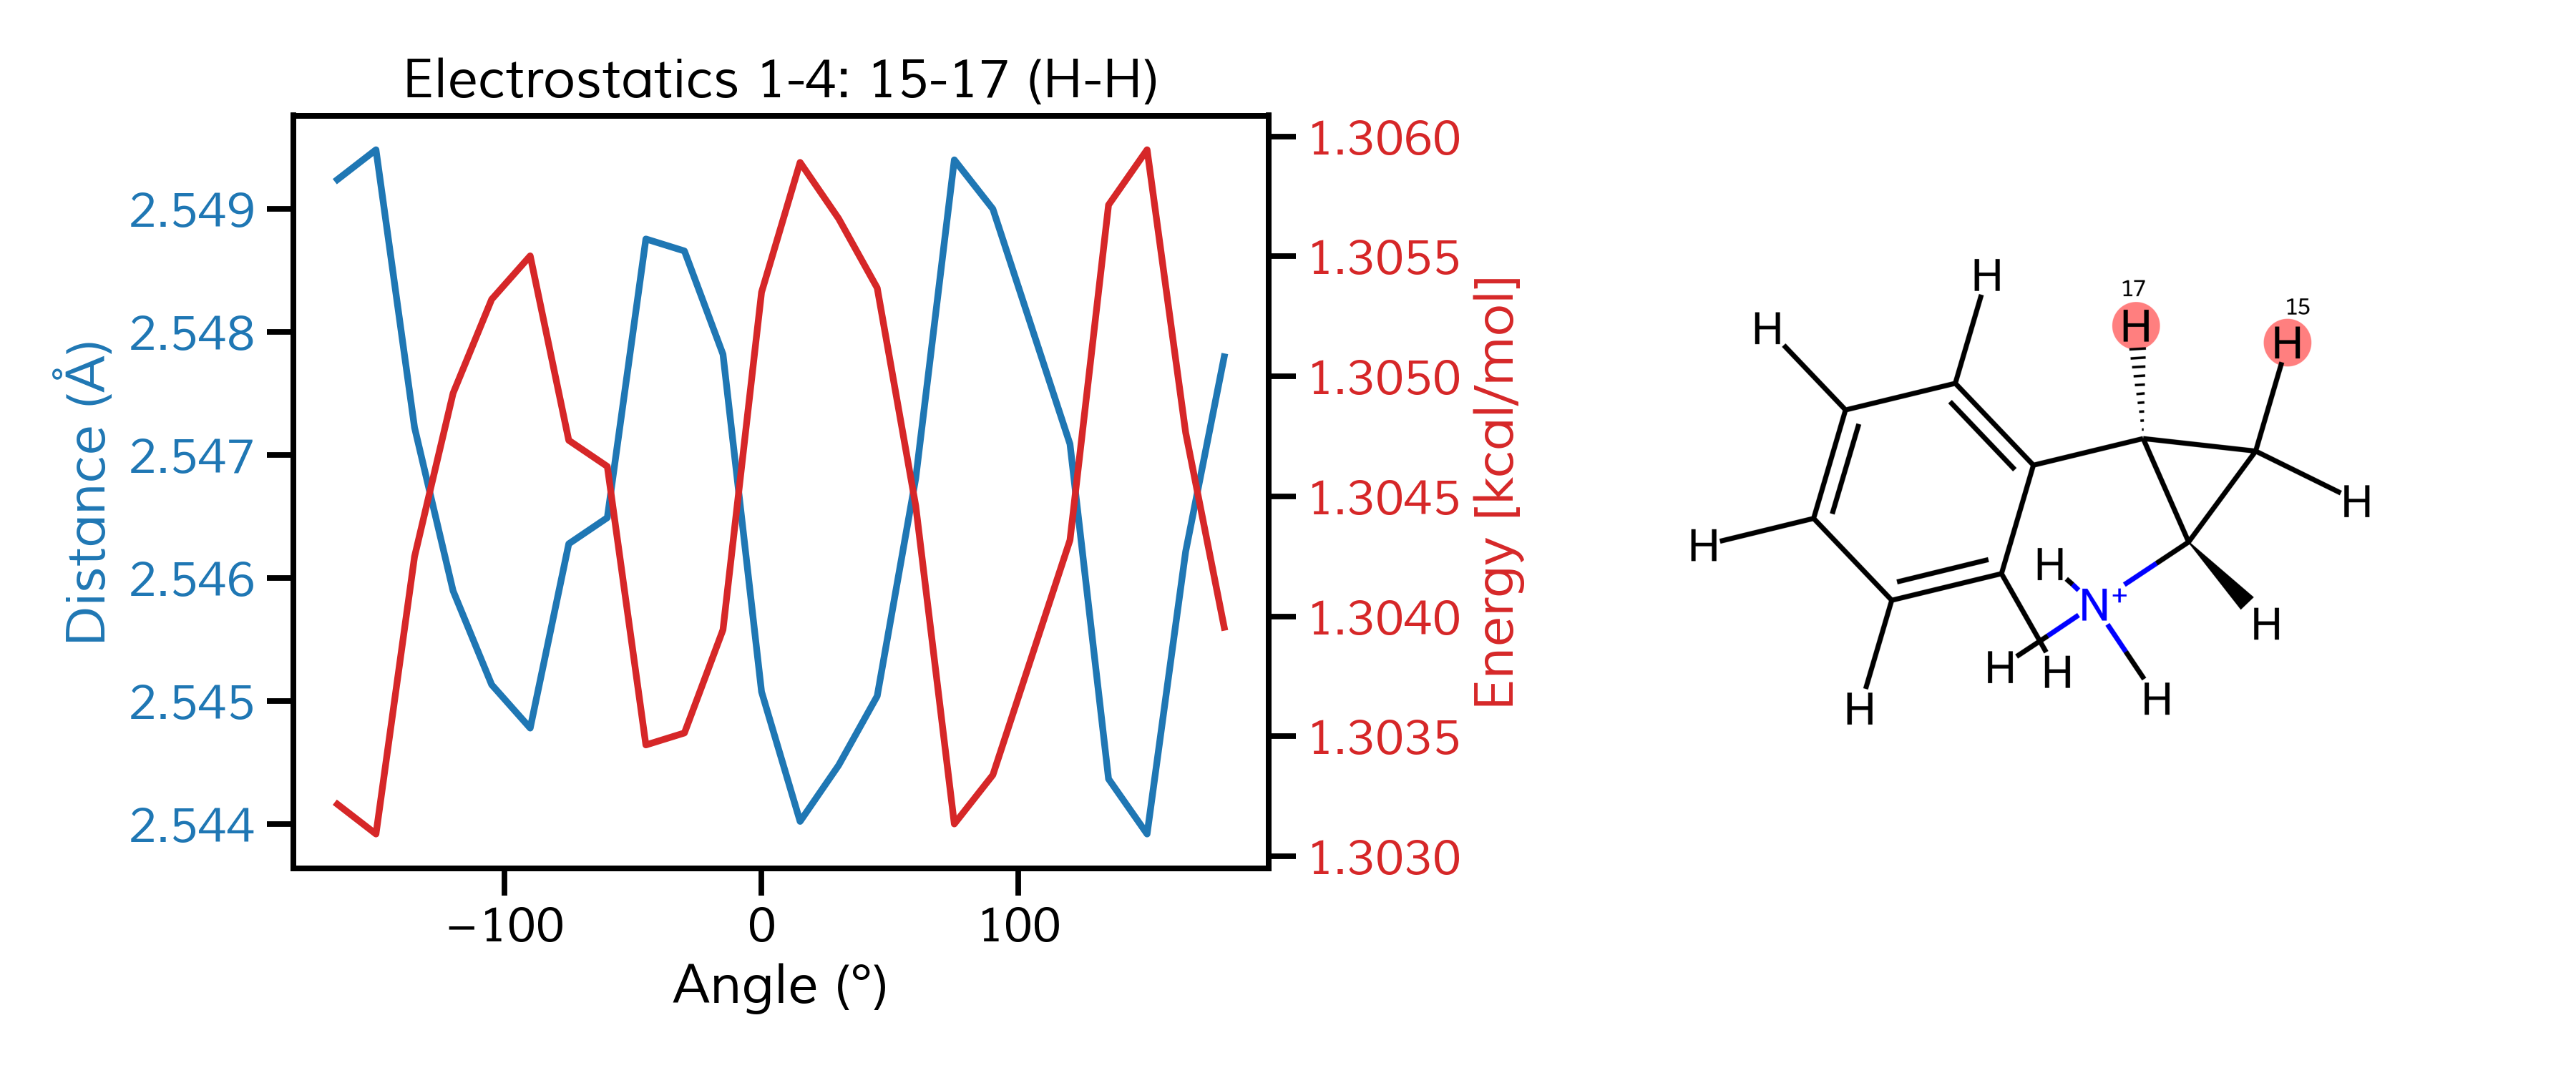 Electrostatics 1-4: 15-17 (H-H)
Distance (Å)
2.549
2.548
2.547
2.546
2.545
2.544
1.3060
1.3055
1.3050
1.3045
1.3040
1.3035
1.3030
Energy [kcal/mol]
−100 0 100
Angle (°)
H
17
15
H
H
H
H
H
H
H
N+
H
H
H
H
H